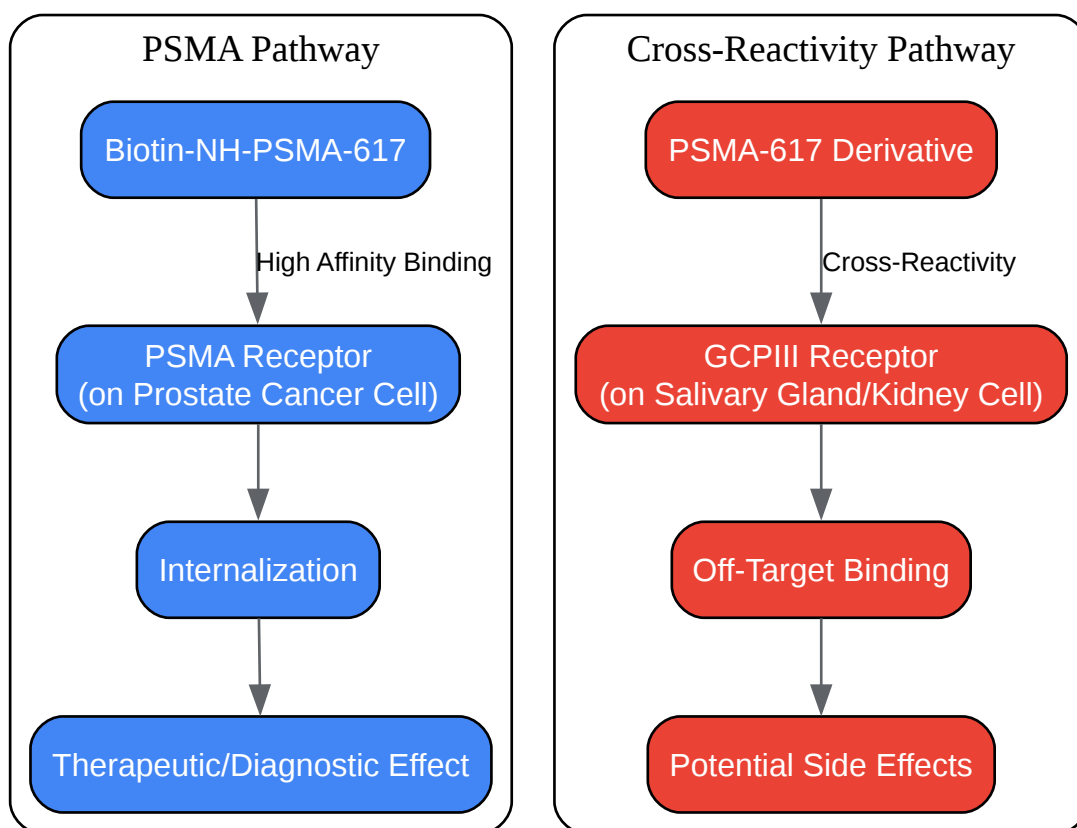 PSMA Pathway
Biotin-NH-PSMA-617
High Affinity Binding
PSMA Receptor
(on Prostate Cancer Cell)
Internalization
Therapeutic/Diagnostic Effect
Cross-Reactivity Pathway
PSMA-617 Derivative
Cross-Reactivity
GCPIII Receptor
(on Salivary Gland/Kidney Cell)
Off-Target Binding
Potential Side Effects